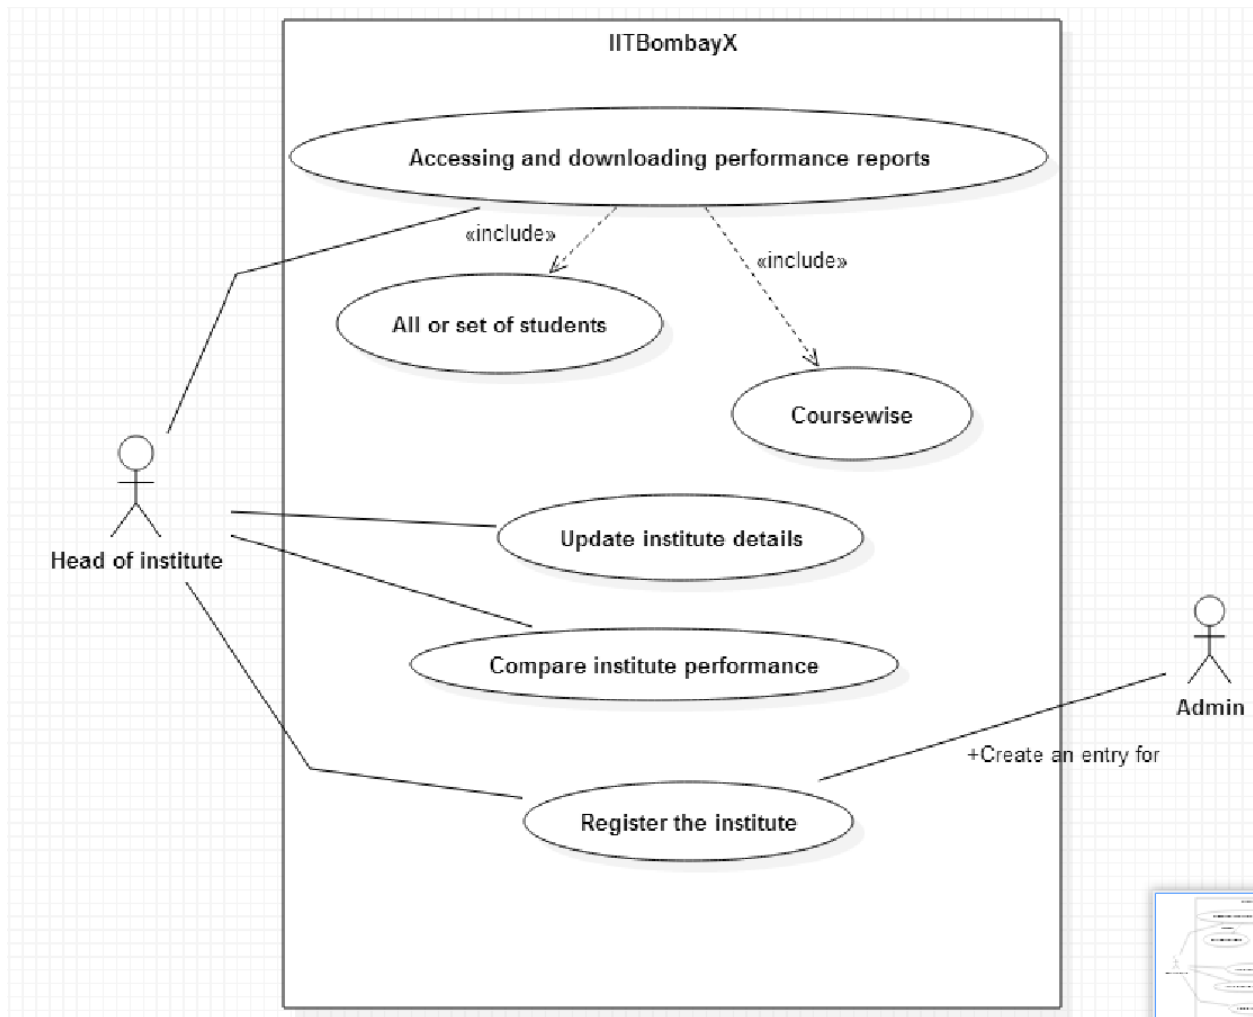 IITBombayX
Accessing and downloading performance reports
«include»
«include»
All or set of students
Coursewise
Update institute details
Head of institute
Compare institute performance
Admin
+Create an entry for
Register the institute